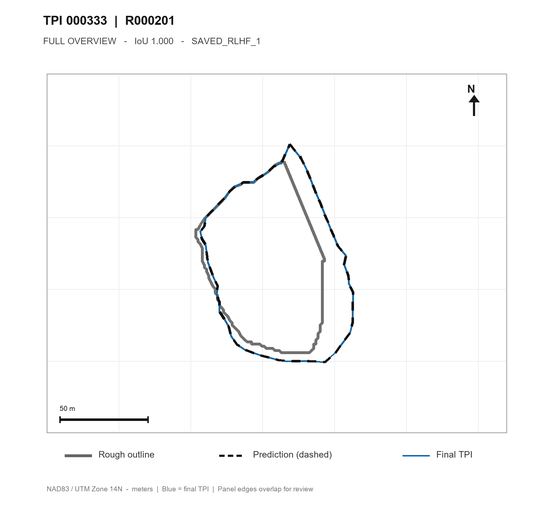 TPI 000333 | R000201
FULL OVERVIEW - IoU 1.000 - SAVED_RLHF_1
N
50 m
Rough outline
Prediction (dashed)
Final TPI
NAD83 / UTM Zone 14N - meters | Blue = final TPI | Panel edges overlap for review